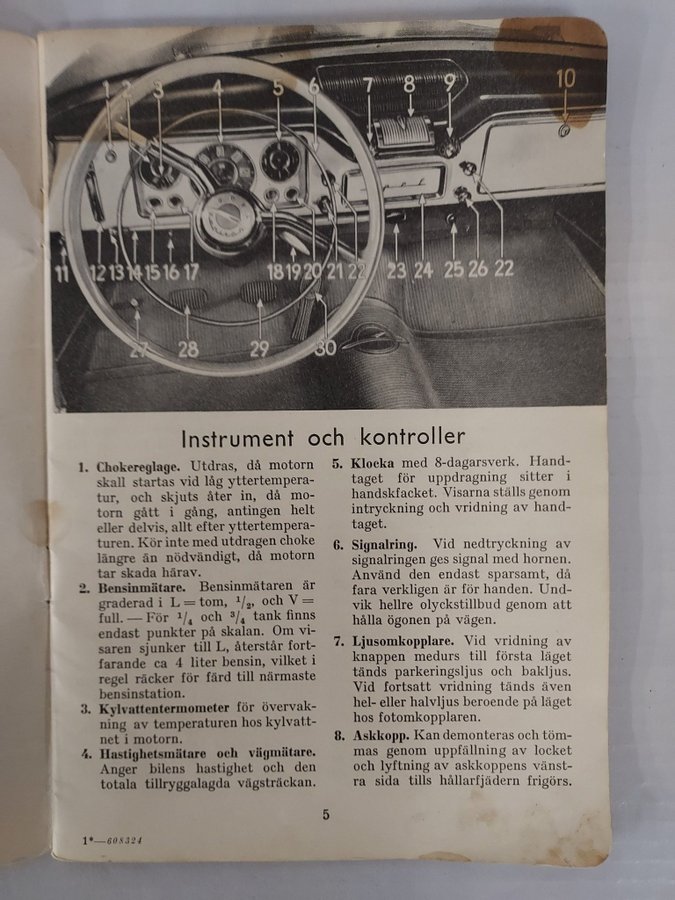 1 2 3 4 5 6 7 8 9 10
11 12 13 14 15 16 17 18 19 20 21 22 23 24 25 26 22
27 28 29 30
Instrument och kontroller
1. Chokereglage. Utdras, då motorn
skall startas vid låg yttertempera-
tur, och skjuts åter in, då mo-
torn gått i gång, antingen helt
eller delvis, allt efter yttertempera-
turen. Kör inte med utdragen choke
längre än nödvändigt, då motorn
tar skada härav.
2. Bensinmätare. Bensinmätaren är
graderad i L = tom, 1/2, och V =
full. — För 1/4 och 3/4 tank finns
endast punkter på skalan. Om vi-
saren sjunker till L, återstår fort-
farande ca 4 liter bensin, vilket i
regel räcker för färd till närmaste
bensinstation.
3. Kylvattentermometer för övervak-
ning av temperaturen hos kylvatt-
net i motorn.
4. Hastighetsmätare och vägmätare.
Anger bilens hastighet och den
totala tillryggalagda vägsträckan.
5. Klocka med 8-dagarsverk. Hand-
taget för uppdragning sitter i
handskfacket. Visarna ställs genom
intryckning och vridning av hand-
taget.
6. Signalring. Vid nedtryckning av
signalringen ges signal med hornen.
Använd den endast sparsamt, då
fara verkligen är för handen. Und-
vik hellre olyckstillbud genom att
hålla ögonen på vägen.
7. Ljusomkopplare. Vid vridning av
knappen medurs till första läget
tänds parkeringsljus och bakljus.
Vid fortsatt vridning tänds även
hel- eller halvljus beroende på läget
hos fotomkopplaren.
8. Askkopp. Kan demonteras och töm-
mas genom uppfällning av locket
och lyftning av askkoppens vänst-
ra sida tills hållarfjädern frigörs.
5
1*—608324